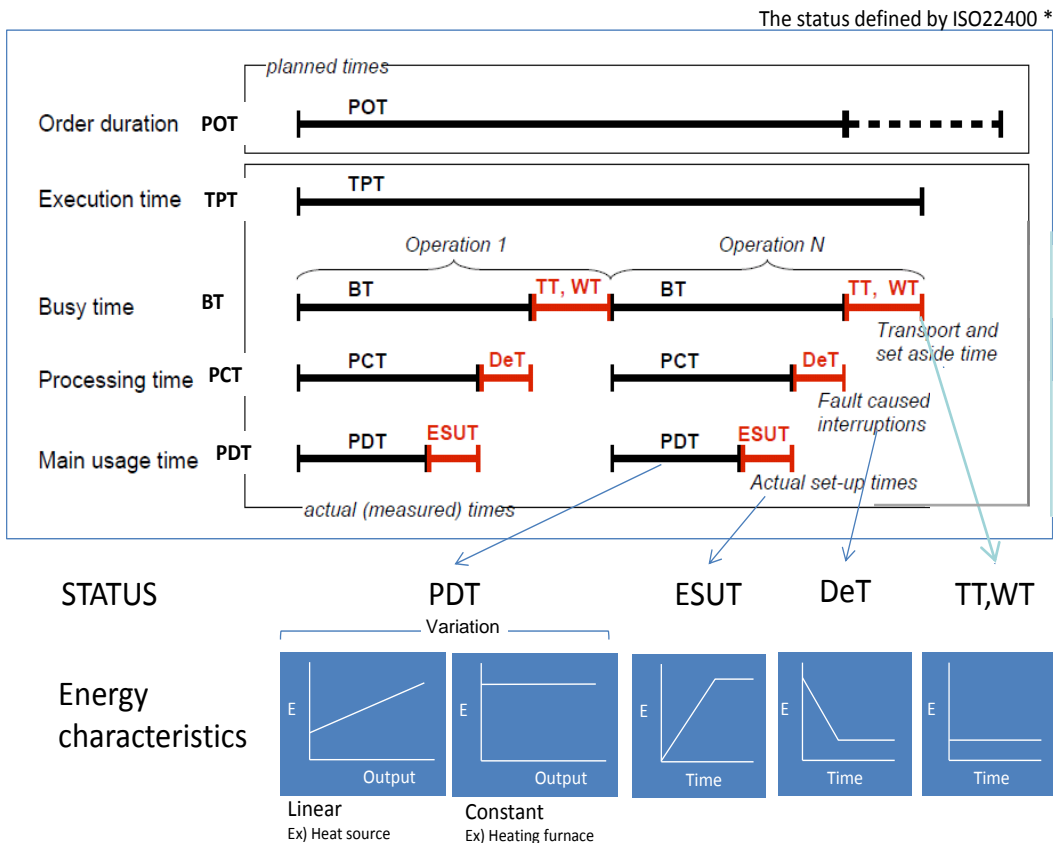 The status defined by ISO22400 *
planned times
Order duration POT POT
Execution time TPT TPT
Operation 1 Operation N
Busy time BT BT TT, WT BT TT, WT
Transport and
set aside time
Processing time PCT PCT DeT PCT DeT
Fault caused
interruptions
Main usage time PDT PDT ESUT PDT ESUT
Actual set-up times
actual (measured) times
STATUS PDT ESUT DeT TT,WT
Variation
Energy
characteristics
E Output E Output E Time E Time E Time
Linear Constant
Ex) Heat source Ex) Heating furnace